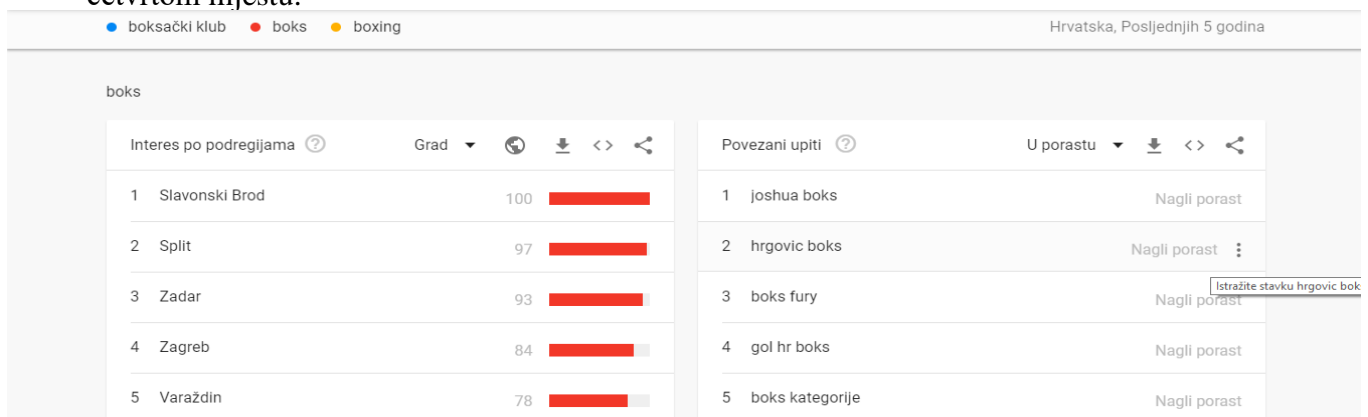 četvrtom mjestu.
boksački klub boks boxing Hrvatska, Posljednjih 5 godina
boks
Interes po podregijama ? Grad
1 Slavonski Brod 100
2 Split 97
3 Zadar 93
4 Zagreb 84
5 Varaždin 78
Povezani upiti ? U porastu
1 joshua boks Nagli porast
2 hrgovic boks Nagli porast
Istražite stavku hrgovic boks
3 boks fury Nagli porast
4 gol hr boks Nagli porast
5 boks kategorije Nagli porast